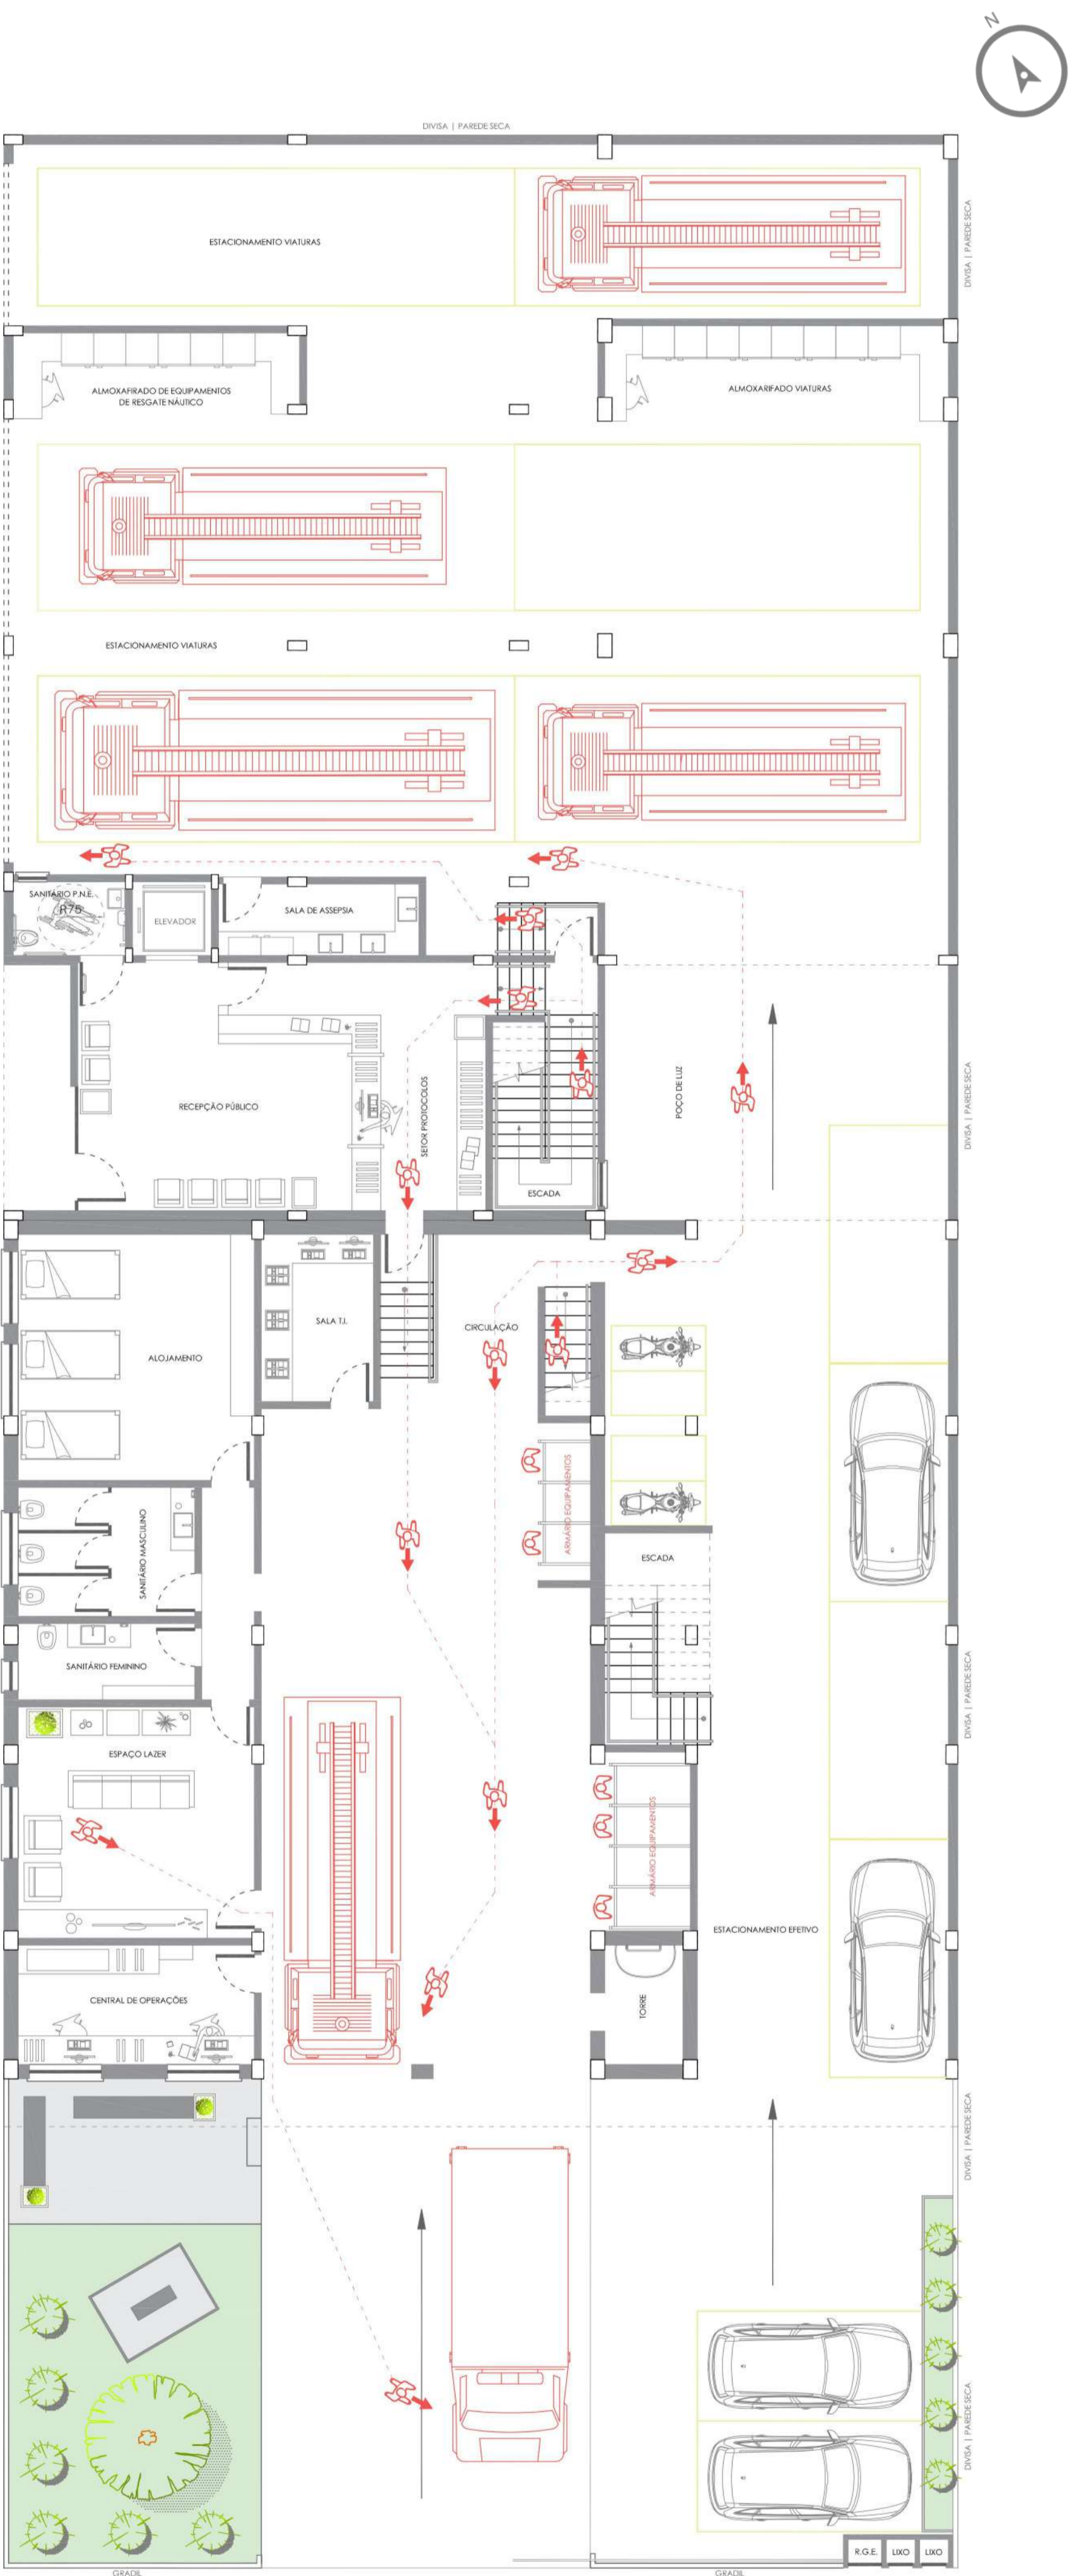 N
DIVISA | PAREDE SECA
DIVISA | PAREDE SECA
ESTACIONAMENTO VIATURAS
ALMOXAFIRADO DE EQUIPAMENTOS
DE RESGATE NÁUTICO
ALMOXARIFADO VIATURAS
ESTACIONAMENTO VIATURAS
SANITÁRIO P.N.E.
R75
ELEVADOR
SALA DE ASSEPSIA
RECEPÇÃO PÚBLICO
SETOR PROTOCOLOS
ESCADA
POÇO DE LUZ
DIVISA | PAREDE SECA
ALOJAMENTO
SALA T.I.
CIRCULAÇÃO
ARMÁRIO EQUIPAMENTOS
SANITÁRIO MASCULINO
ESCADA
SANITÁRIO FEMININO
DIVISA | PAREDE SECA
ESPAÇO LAZER
ARMÁRIO EQUIPAMENTOS
ESTACIONAMENTO EFETIVO
CENTRAL DE OPERAÇÕES
TORRE
DIVISA | PAREDE SECA
DIVISA | PAREDE SECA
R.G.E.
LIXO
LIXO
GRADIL
GRADIL